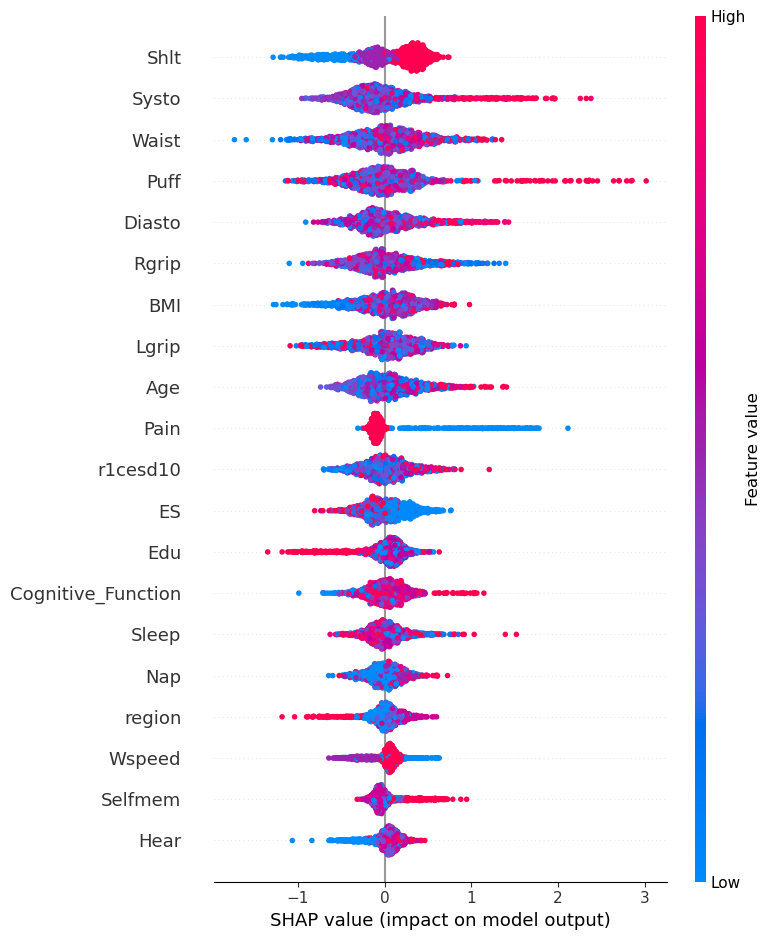 High
Shlt
Systo
Waist
Puff
Diasto
Rgrip
BMI
Lgrip
Age
Pain
r1cesd10
ES
Edu
Cognitive_Function
Sleep
Nap
region
Wspeed
Selfmem
Hear
Feature value
Low
−1 0 1 2 3
SHAP value (impact on model output)